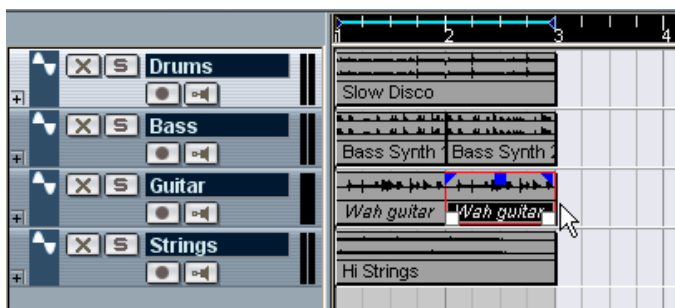 1 2 3 4
X S Drums
Slow Disco
X S Bass
Bass Synth Bass Synth
X S Guitar
Wah guitar Wah guitar
X S Strings
Hi Strings